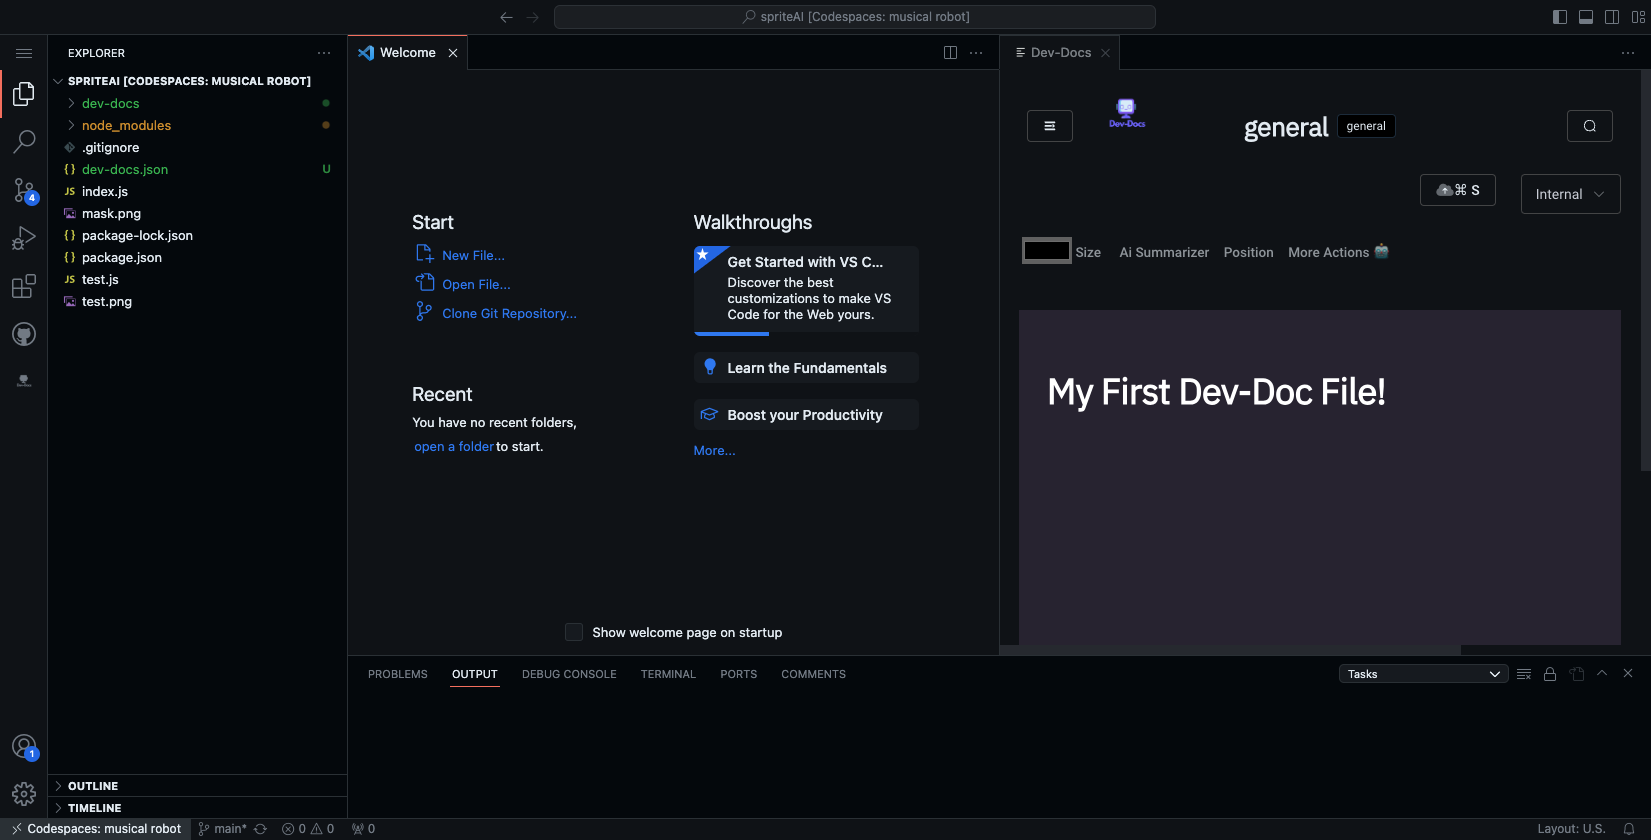 spriteAI [Codespaces: musical robot]
EXPLORER
SPRITEAI [CODESPACES: MUSICAL ROBOT]
dev-docs
node_modules
.gitignore
{} dev-docs.json U
JS index.js
mask.png
{} package-lock.json
{} package.json
JS test.js
test.png
4
1
OUTLINE
TIMELINE
Welcome
Start
New File...
Open File...
Clone Git Repository...
Recent
You have no recent folders,
open a folder to start.
Walkthroughs
Get Started with VS C...
Discover the best
customizations to make VS
Code for the Web yours.
Learn the Fundamentals
Boost your Productivity
More...
Show welcome page on startup
Dev-Docs
Dev-Docs
general general
⌘ S
Internal
Size Ai Summarizer Position More Actions
My First Dev-Doc File!
PROBLEMS OUTPUT DEBUG CONSOLE TERMINAL PORTS COMMENTS
Tasks
Codespaces: musical robot main* 0 0 0 Layout: U.S.